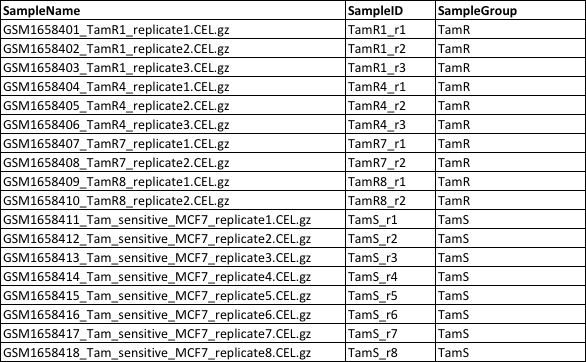 SampleName SampleID SampleGroup
GSM1658401_TamR1_replicate1.CEL.gz TamR1_r1 TamR
GSM1658402_TamR1_replicate2.CEL.gz TamR1_r2 TamR
GSM1658403_TamR1_replicate3.CEL.gz TamR1_r3 TamR
GSM1658404_TamR4_replicate1.CEL.gz TamR4_r1 TamR
GSM1658405_TamR4_replicate2.CEL.gz TamR4_r2 TamR
GSM1658406_TamR4_replicate3.CEL.gz TamR4_r3 TamR
GSM1658407_TamR7_replicate1.CEL.gz TamR7_r1 TamR
GSM1658408_TamR7_replicate2.CEL.gz TamR7_r2 TamR
GSM1658409_TamR8_replicate1.CEL.gz TamR8_r1 TamR
GSM1658410_TamR8_replicate2.CEL.gz TamR8_r2 TamR
GSM1658411_Tam_sensitive_MCF7_replicate1.CEL.gz TamS_r1 TamS
GSM1658412_Tam_sensitive_MCF7_replicate2.CEL.gz TamS_r2 TamS
GSM1658413_Tam_sensitive_MCF7_replicate3.CEL.gz TamS_r3 TamS
GSM1658414_Tam_sensitive_MCF7_replicate4.CEL.gz TamS_r4 TamS
GSM1658415_Tam_sensitive_MCF7_replicate5.CEL.gz TamS_r5 TamS
GSM1658416_Tam_sensitive_MCF7_replicate6.CEL.gz TamS_r6 TamS
GSM1658417_Tam_sensitive_MCF7_replicate7.CEL.gz TamS_r7 TamS
GSM1658418_Tam_sensitive_MCF7_replicate8.CEL.gz TamS_r8 TamS